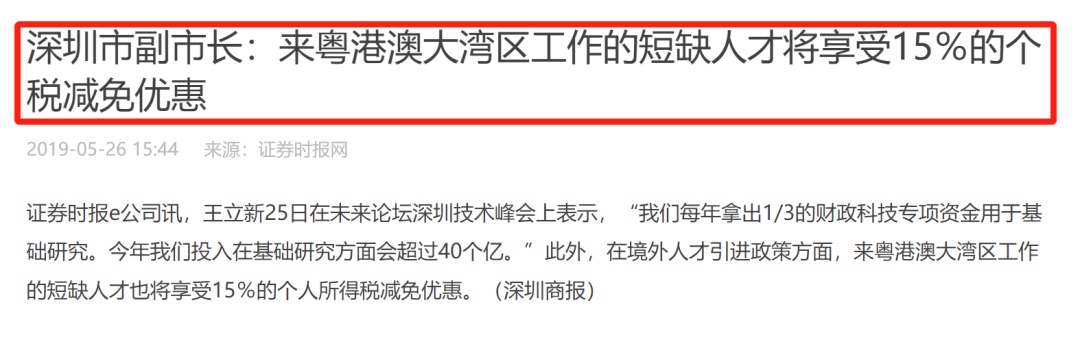 深圳市副市长：来粤港澳大湾区工作的短缺人才将享受15%的个
税减免优惠
2019-05-26 15:44 来源：证券时报网
证券时报e公司讯，王立新25日在未来论坛深圳技术峰会上表示，“我们每年拿出1/3的财政科技专项资金用于基
础研究。今年我们投入在基础研究方面会超过40个亿。”此外，在境外人才引进政策方面，来粤港澳大湾区工作
的短缺人才也将享受15%的个人所得税减免优惠。（深圳商报）